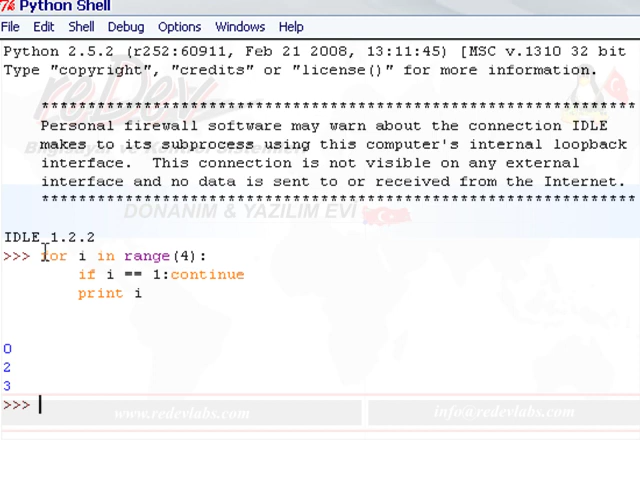 Python Shell
File Edit Shell Debug Options Windows Help
Python 2.5.2 (r252:60911, Feb 21 2008, 13:11:45) [MSC v.1310 32 bit
Type "copyright", "credits" or "license()" for more information.
****************************************************************
Personal firewall software may warn about the connection IDLE
makes to its subprocess using this computer's internal loopback
interface.  This connection is not visible on any external
interface and no data is sent to or received from the Internet.
****************************************************************
DONANIM & YAZILIM EVİ
IDLE 1.2.2
>>> for i in range(4):
if i == 1:continue
print i
0
2
3
>>>
www.redevlabs.com info@redevlabs.com